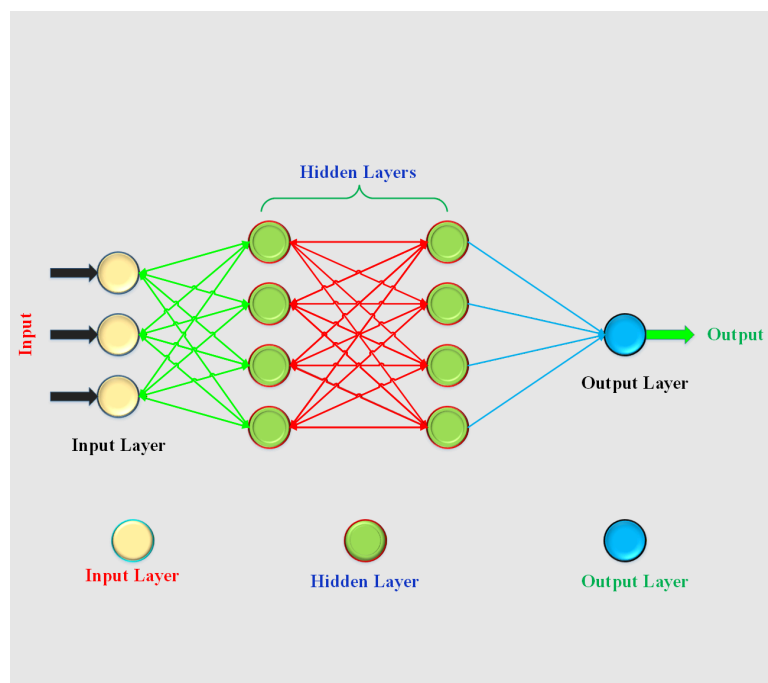 Hidden Layers
Input
Output
Output Layer
Input Layer
Input Layer
Hidden Layer
Output Layer